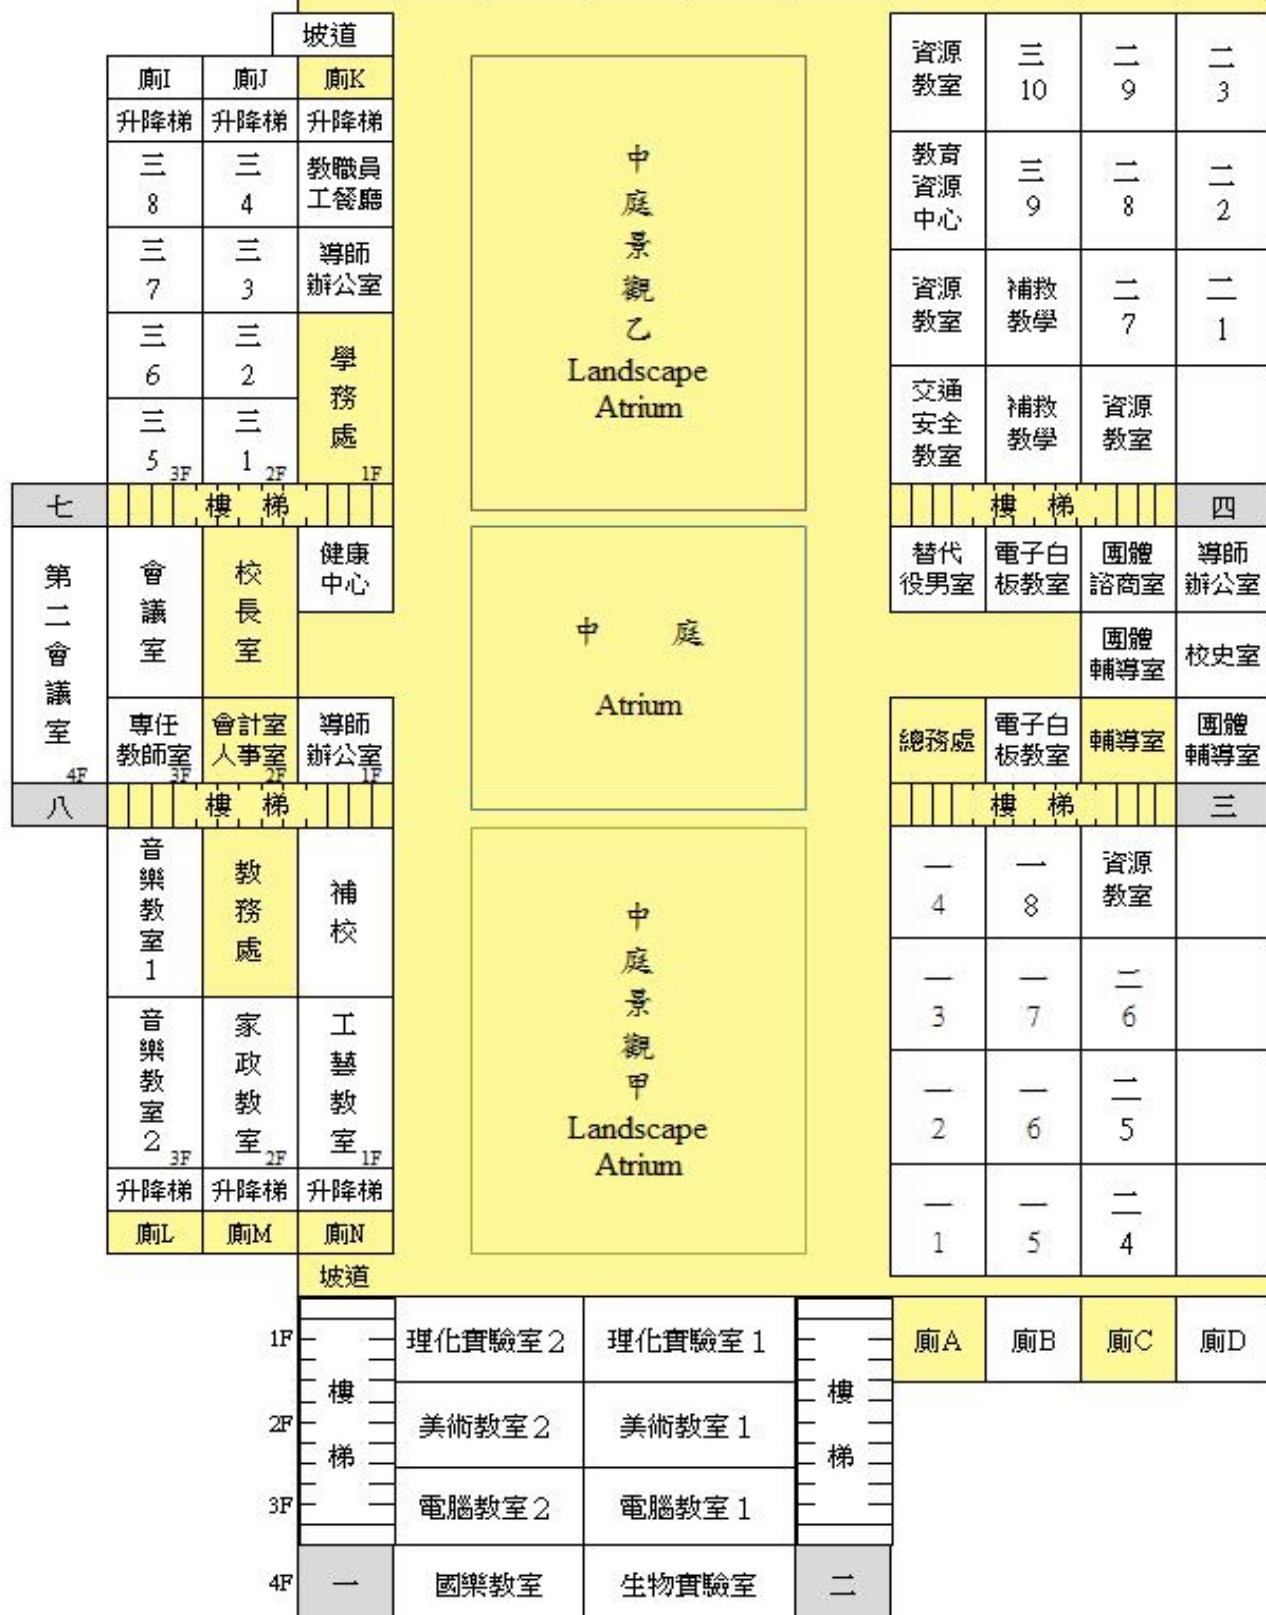 坡道
廁I 廁J 廁K
升降梯 升降梯 升降梯
三8 三4 教職員工餐廳
三7 三3 導師辦公室
三6 三2 學務處
三5 3F 三1 2F 1F
七 樓梯
第二會議室 4F
會議室 校長室 健康中心
專任教師室 3F 會計室人事室 2F 導師辦公室 1F
八 樓梯
音樂教室1 教務處 補校
音樂教室2 3F 家政教室 2F 工藝教室 1F
升降梯 升降梯 升降梯
廁L 廁M 廁N
坡道
中庭景觀乙
Landscape
Atrium
中庭
Atrium
中庭景觀甲
Landscape
Atrium
資源教室 三10 二9 二3
教育資源中心 三9 二8 二2
資源教室 補救教學 二7 二1
交通安全教室 補救教學 資源教室
樓梯 四
替代役男室 電子白板教室 團體諮商室 導師辦公室
團體輔導室 校史室
總務處 電子白板教室 輔導室 團體輔導室
樓梯 三
一4 一8 資源教室
一3 一7 二6
一2 一6 二5
一1 一5 二4
廁A 廁B 廁C 廁D
1F 理化實驗室2 理化實驗室1
樓梯 樓梯
2F 美術教室2 美術教室1
3F 電腦教室2 電腦教室1
4F 一 國樂教室 生物實驗室 二